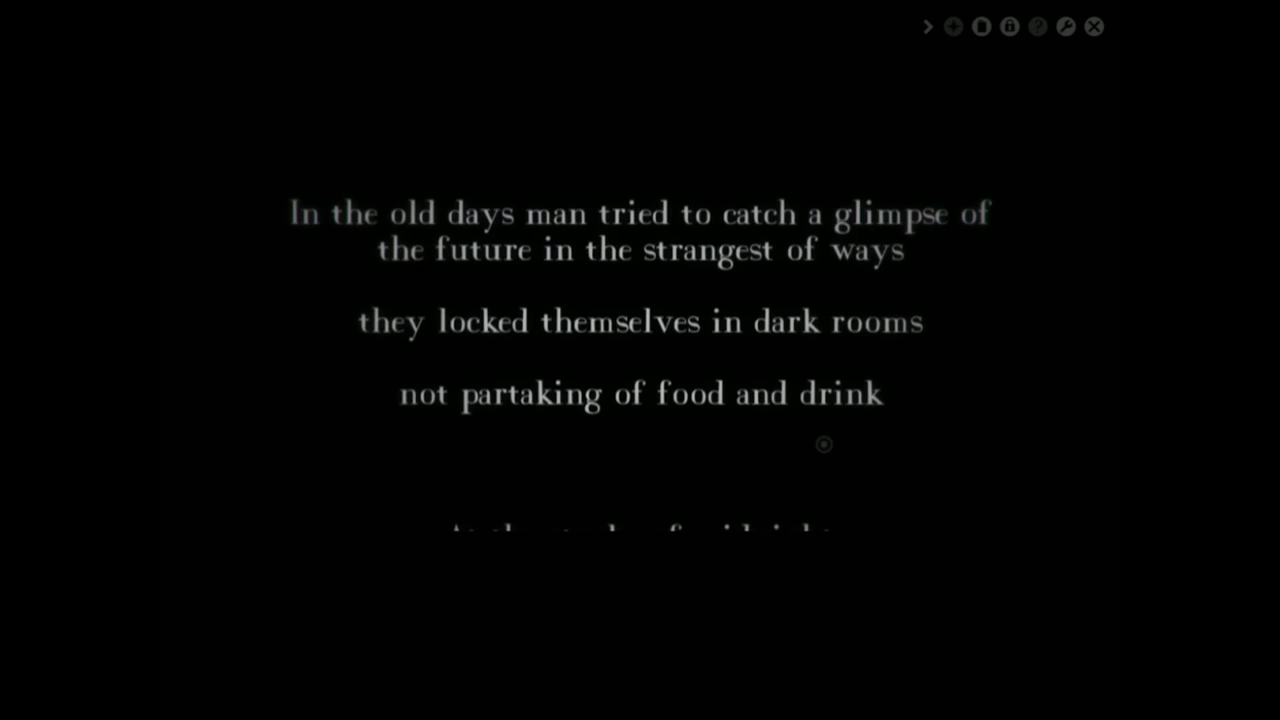 In the old days man tried to catch a glimpse of
the future in the strangest of ways
they locked themselves in dark rooms
not partaking of food and drink